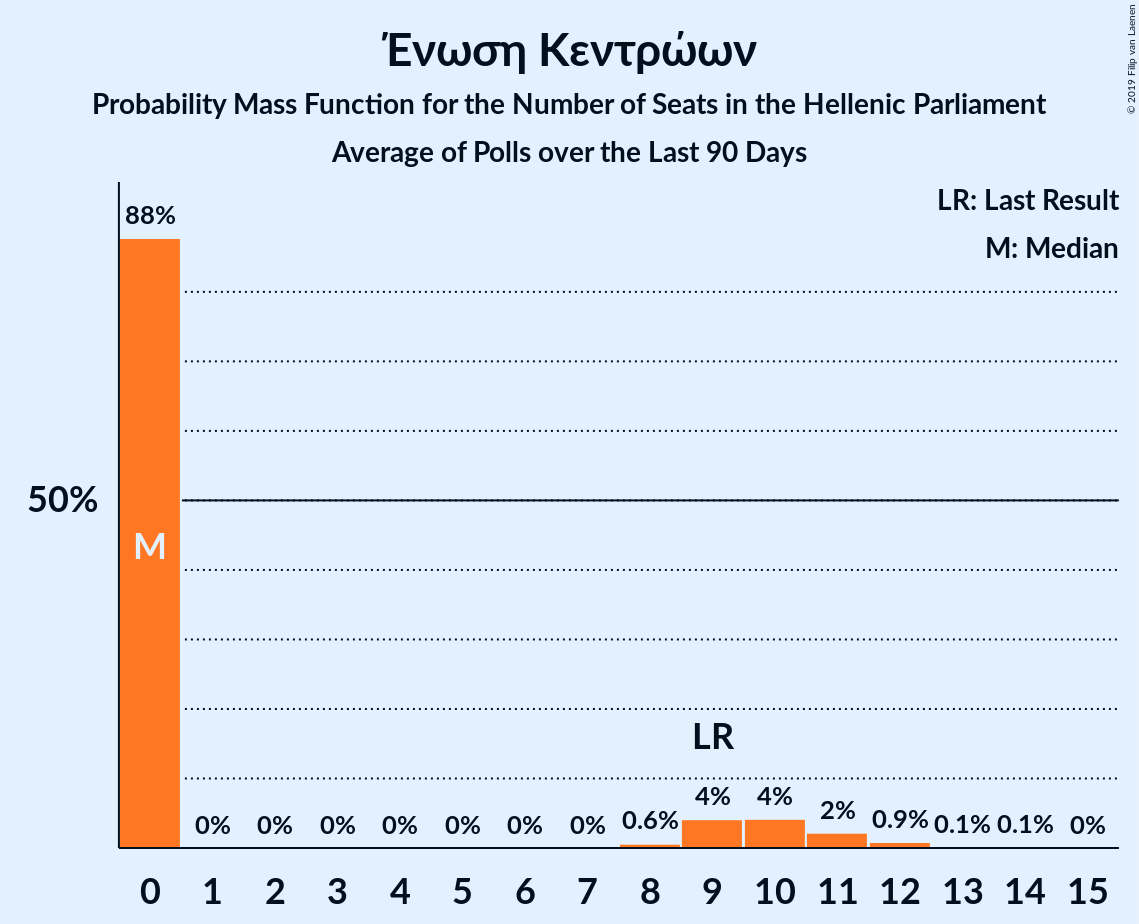 Ένωση Κεντρώων
Probability Mass Function for the Number of Seats in the Hellenic Parliament
Average of Polls over the Last 90 Days
© 2019 Filip van Laenen
LR: Last Result
M: Median
88%
50%
M
LR
0% 0% 0% 0% 0% 0% 0% 0.6% 4% 4% 2% 0.9% 0.1% 0.1% 0%
0 1 2 3 4 5 6 7 8 9 10 11 12 13 14 15